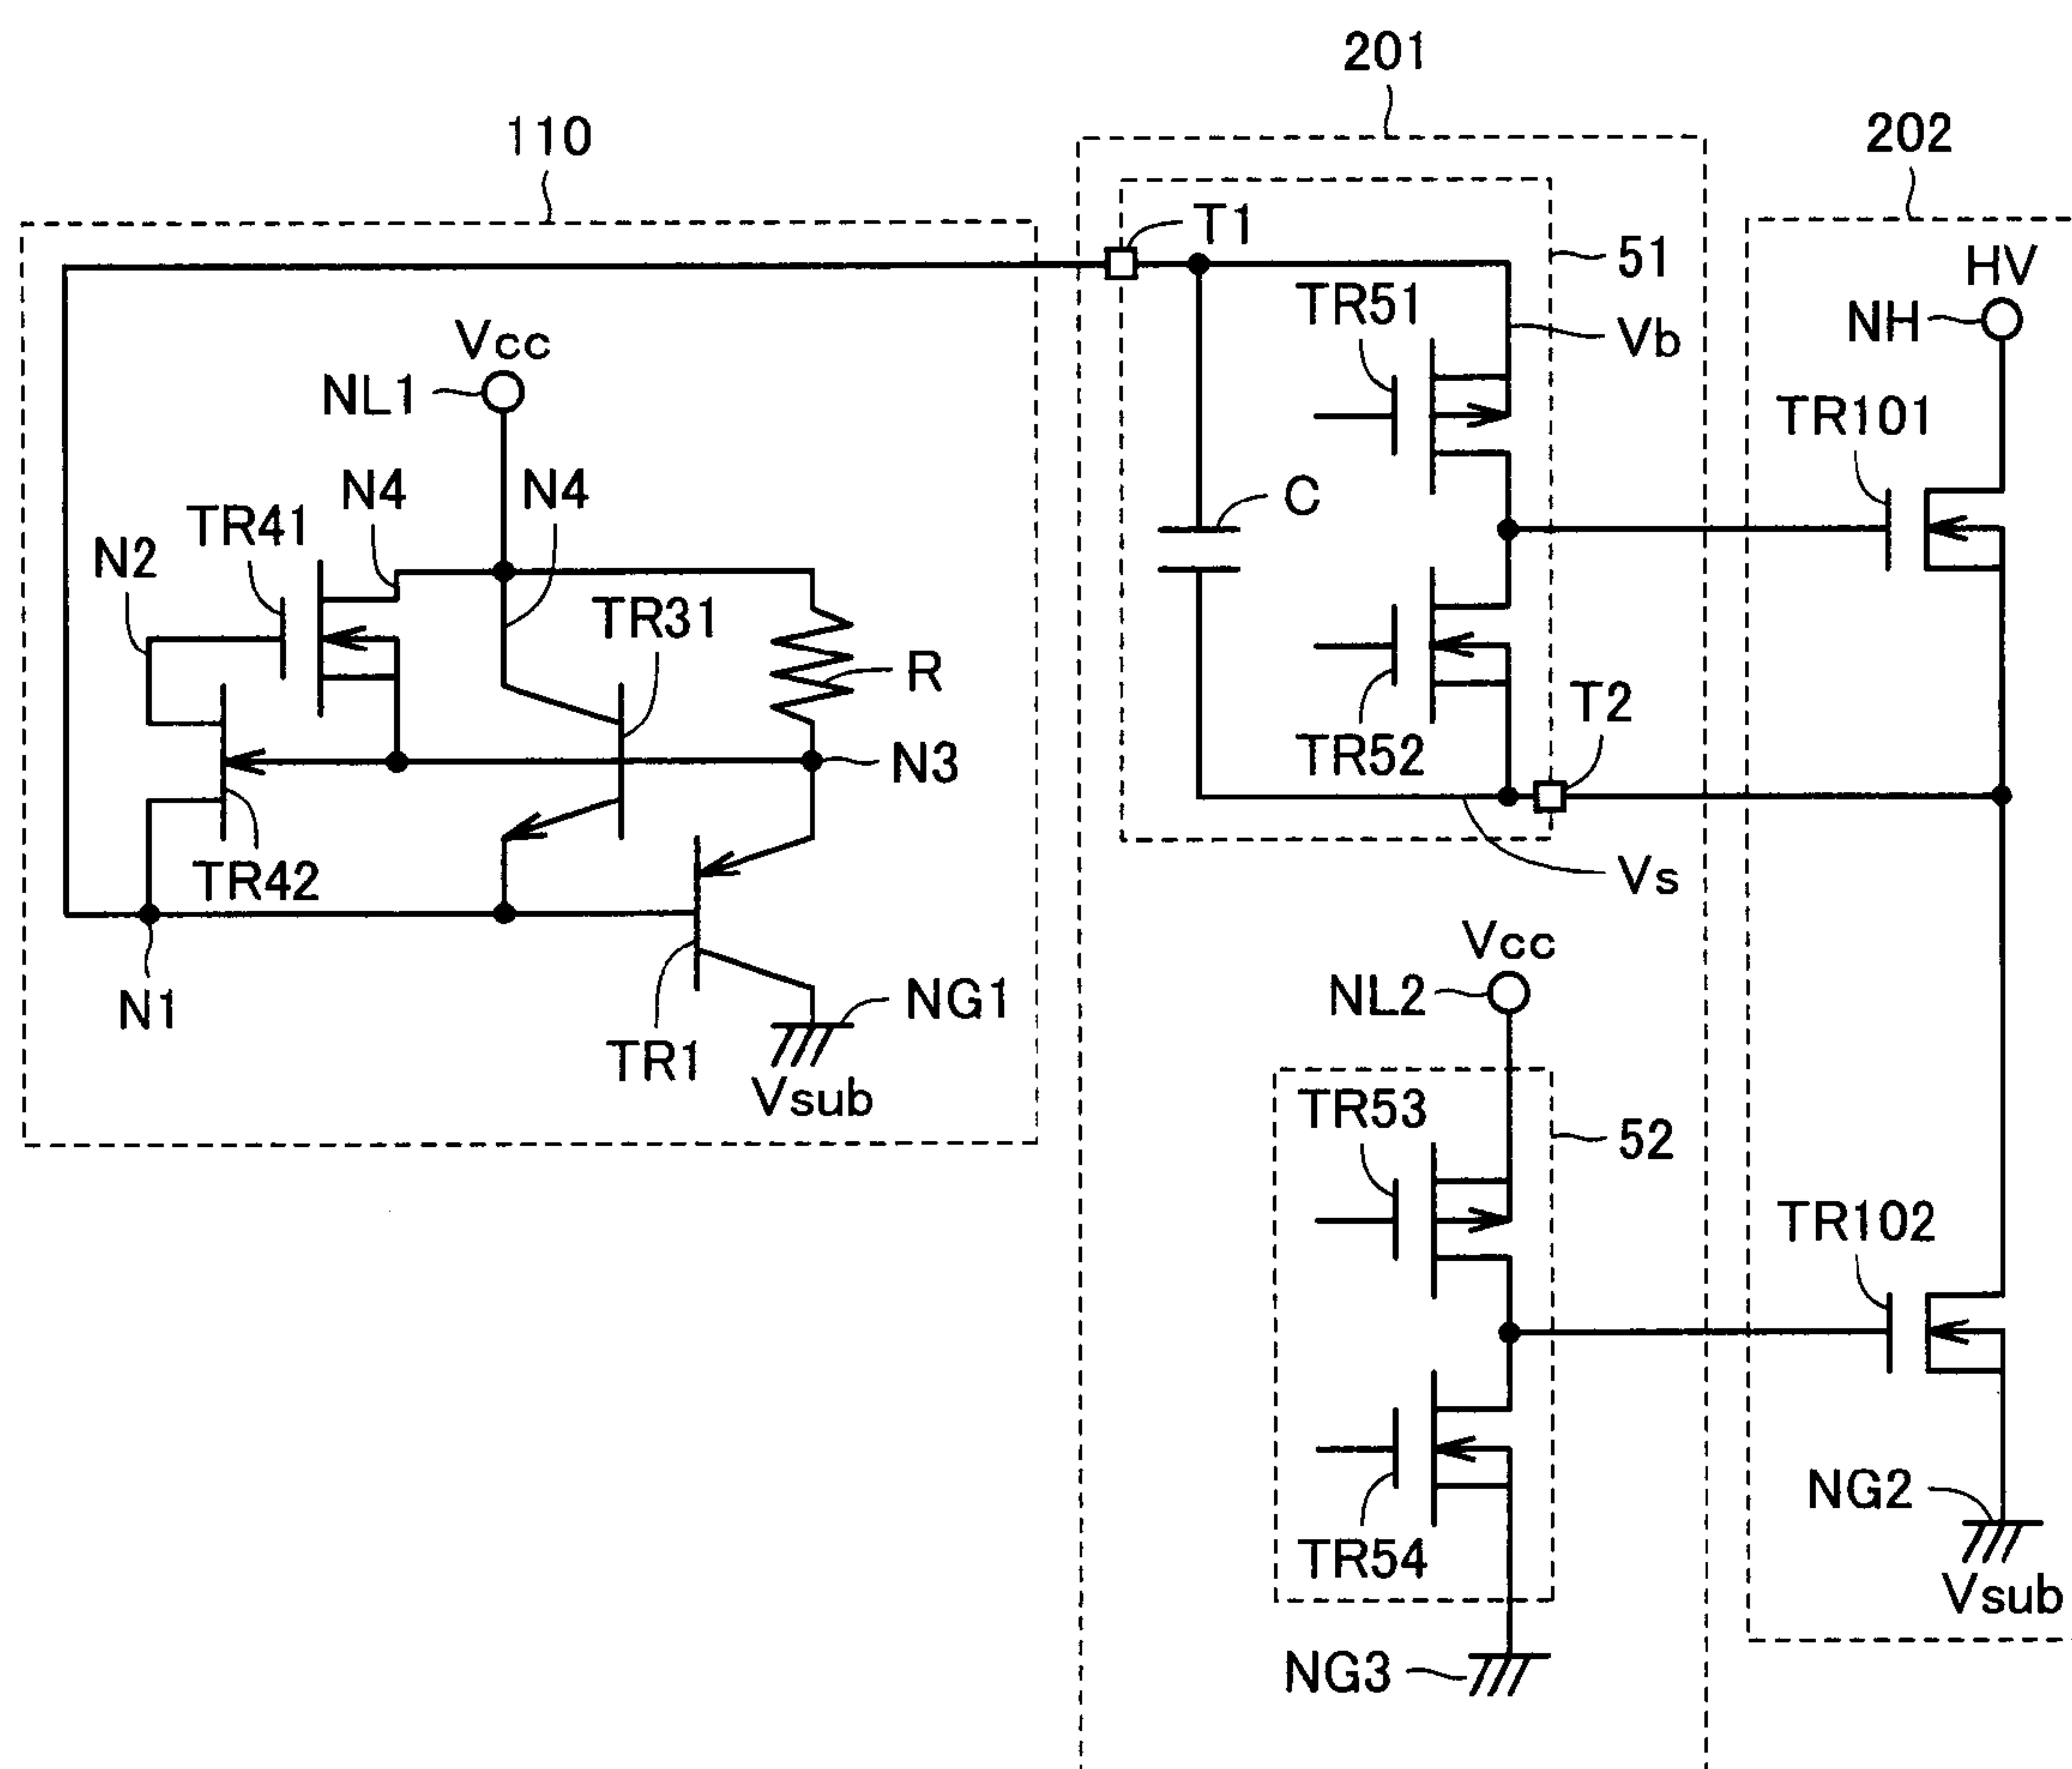 201
110
202
T1
51
HV
TR51
NH
Vb
Vcc
NL1
TR101
N4
N4
C
TR41
N2
TR31
R
T2
N3
TR52
TR42
Vs
Vcc
NL2
N1
NG1
TR1
Vsub
TR53
52
TR102
NG2
TR54
Vsub
NG3